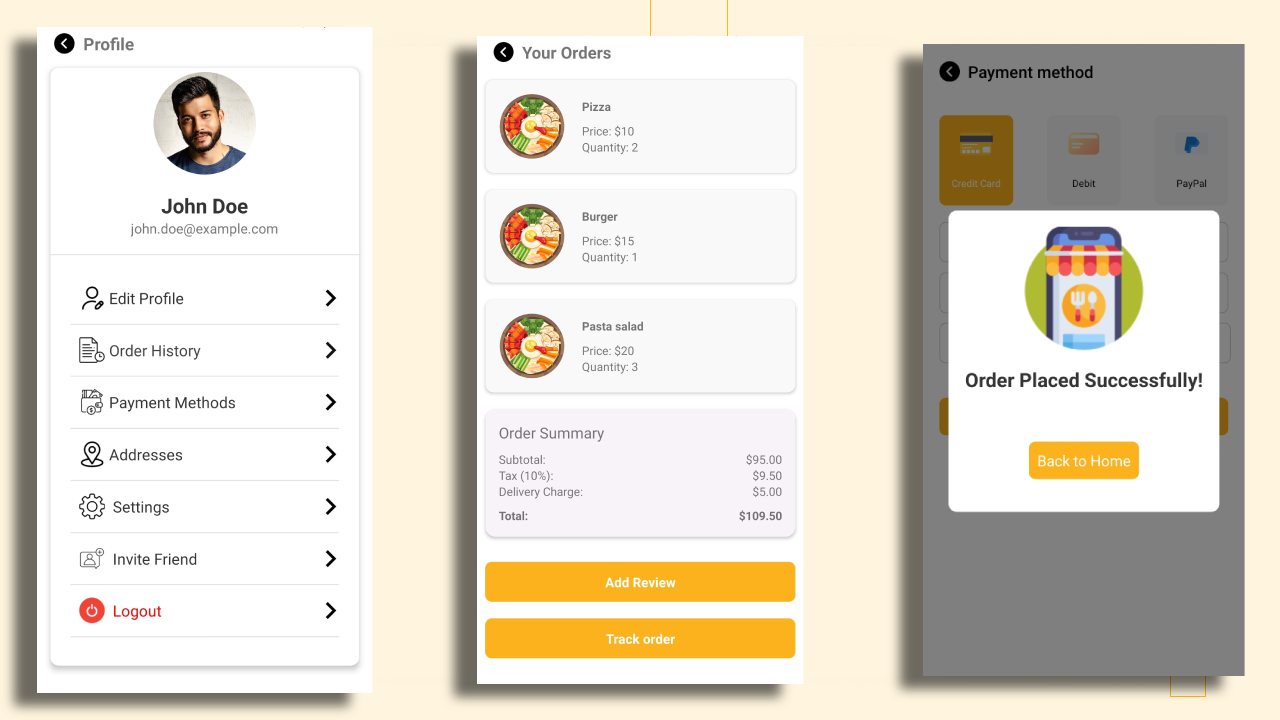 Profile
John Doe
john.doe@example.com
Edit Profile
Order History
Payment Methods
Addresses
Settings
Invite Friend
Logout
Your Orders
Pizza
Price: $10
Quantity: 2
Burger
Price: $15
Quantity: 1
Pasta salad
Price: $20
Quantity: 3
Order Summary
Subtotal: $95.00
Tax (10%): $9.50
Delivery Charge: $5.00
Total: $109.50
Add Review
Track order
Payment method
Credit Card Debit PayPal
Order Placed Successfully!
Back to Home